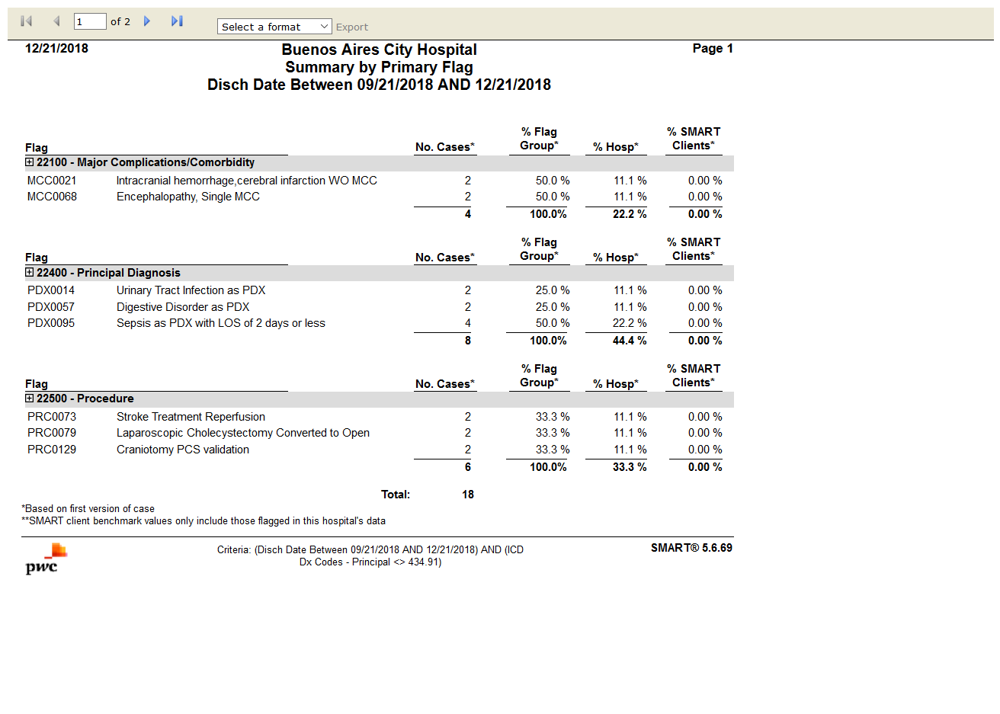 1 of 2 Select a format Export
12/21/2018 Buenos Aires City Hospital Page 1
Summary by Primary Flag
Disch Date Between 09/21/2018 AND 12/21/2018
% Flag % SMART
Flag No. Cases* Group* % Hosp* Clients*
22100 - Major Complications/Comorbidity
MCC0021 Intracranial hemorrhage,cerebral infarction WO MCC 2 50.0 % 11.1 % 0.00 %
MCC0068 Encephalopathy, Single MCC 2 50.0 % 11.1 % 0.00 %
4 100.0% 22.2 % 0.00 %
% Flag % SMART
Flag No. Cases* Group* % Hosp* Clients*
22400 - Principal Diagnosis
PDX0014 Urinary Tract Infection as PDX 2 25.0 % 11.1 % 0.00 %
PDX0057 Digestive Disorder as PDX 2 25.0 % 11.1 % 0.00 %
PDX0095 Sepsis as PDX with LOS of 2 days or less 4 50.0 % 22.2 % 0.00 %
8 100.0% 44.4 % 0.00 %
% Flag % SMART
Flag No. Cases* Group* % Hosp* Clients*
22500 - Procedure
PRC0073 Stroke Treatment Reperfusion 2 33.3 % 11.1 % 0.00 %
PRC0079 Laparoscopic Cholecystectomy Converted to Open 2 33.3 % 11.1 % 0.00 %
PRC0129 Craniotomy PCS validation 2 33.3 % 11.1 % 0.00 %
6 100.0% 33.3 % 0.00 %
Total: 18
*Based on first version of case
**SMART client benchmark values only include those flagged in this hospital's data
pwc Criteria: (Disch Date Between 09/21/2018 AND 12/21/2018) AND (ICD SMART® 5.6.69
Dx Codes - Principal <> 434.91)